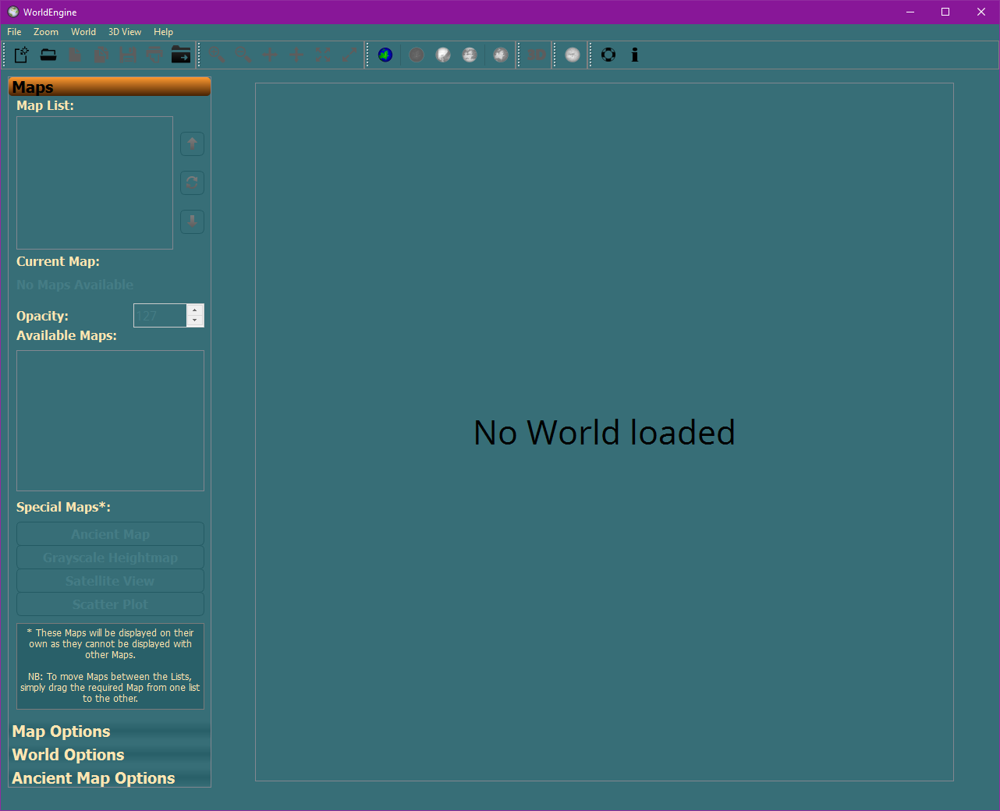 WorldEngine
File Zoom World 3D View Help
3D
Maps
Map List:
Current Map:
No Maps Available
Opacity: 127
Available Maps:
No World loaded
Special Maps*:
Ancient Map
Grayscale Heightmap
Satellite View
Scatter Plot
* These Maps will be displayed on their
own as they cannot be displayed with
other Maps.
NB: To move Maps between the Lists,
simply drag the required Map from one list
to the other.
Map Options
World Options
Ancient Map Options